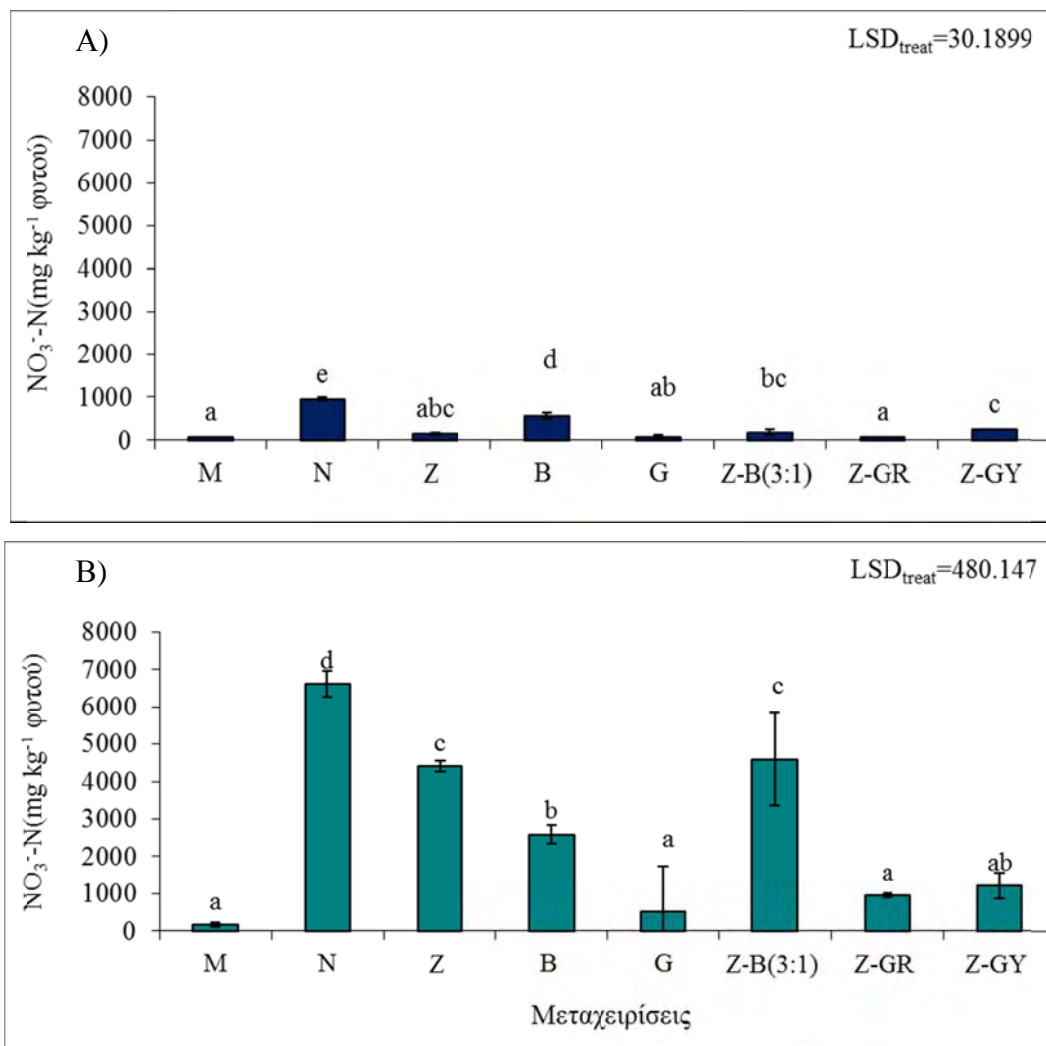 A)
LSDtreat=30.1899
NO3--N(mg kg-1 φυτού)
8000
7000
6000
5000
4000
3000
2000
1000
0
a
e
abc
d
ab
bc
a
c
M N Z B G Z-B(3:1) Z-GR Z-GY
B)
LSDtreat=480.147
NO3--N(mg kg-1 φυτού)
8000
7000
6000
5000
4000
3000
2000
1000
0
a
d
c
b
a
c
a
ab
M N Z B G Z-B(3:1) Z-GR Z-GY
Μεταχειρίσεις